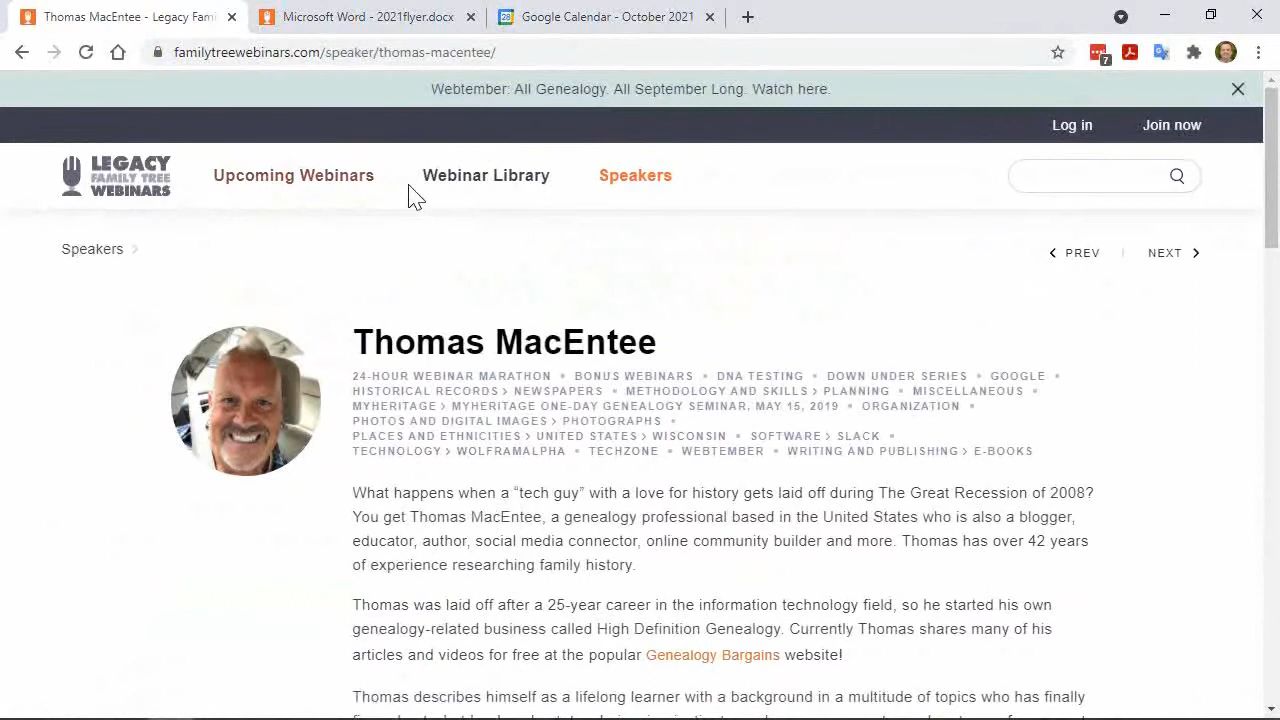 Thomas MacEntee - Legacy Fami
Microsoft Word - 2021flyer.docx
Google Calendar - October 2021
familytreewebinars.com/speaker/thomas-macentee/
7
Webtember: All Genealogy. All September Long. Watch here.
Log in
Join now
LEGACY
FAMILY TREE
WEBINARS
Upcoming Webinars
Webinar Library
Speakers
Speakers
PREV
NEXT
Thomas MacEntee
24-HOUR WEBINAR MARATHON • BONUS WEBINARS • DNA TESTING • DOWN UNDER SERIES • GOOGLE •
HISTORICAL RECORDS > NEWSPAPERS • METHODOLOGY AND SKILLS > PLANNING • MISCELLANEOUS •
MYHERITAGE > MYHERITAGE ONE-DAY GENEALOGY SEMINAR, MAY 15, 2019 • ORGANIZATION •
PHOTOS AND DIGITAL IMAGES > PHOTOGRAPHS •
PLACES AND ETHNICITIES > UNITED STATES > WISCONSIN • SOFTWARE > SLACK •
TECHNOLOGY > WOLFRAMALPHA • TECHZONE • WEBTEMBER • WRITING AND PUBLISHING > E-BOOKS
What happens when a “tech guy” with a love for history gets laid off during The Great Recession of 2008?
You get Thomas MacEntee, a genealogy professional based in the United States who is also a blogger,
educator, author, social media connector, online community builder and more. Thomas has over 42 years
of experience researching family history.
Thomas was laid off after a 25-year career in the information technology field, so he started his own
genealogy-related business called High Definition Genealogy. Currently Thomas shares many of his
articles and videos for free at the popular Genealogy Bargains website!
Thomas describes himself as a lifelong learner with a background in a multitude of topics who has finally